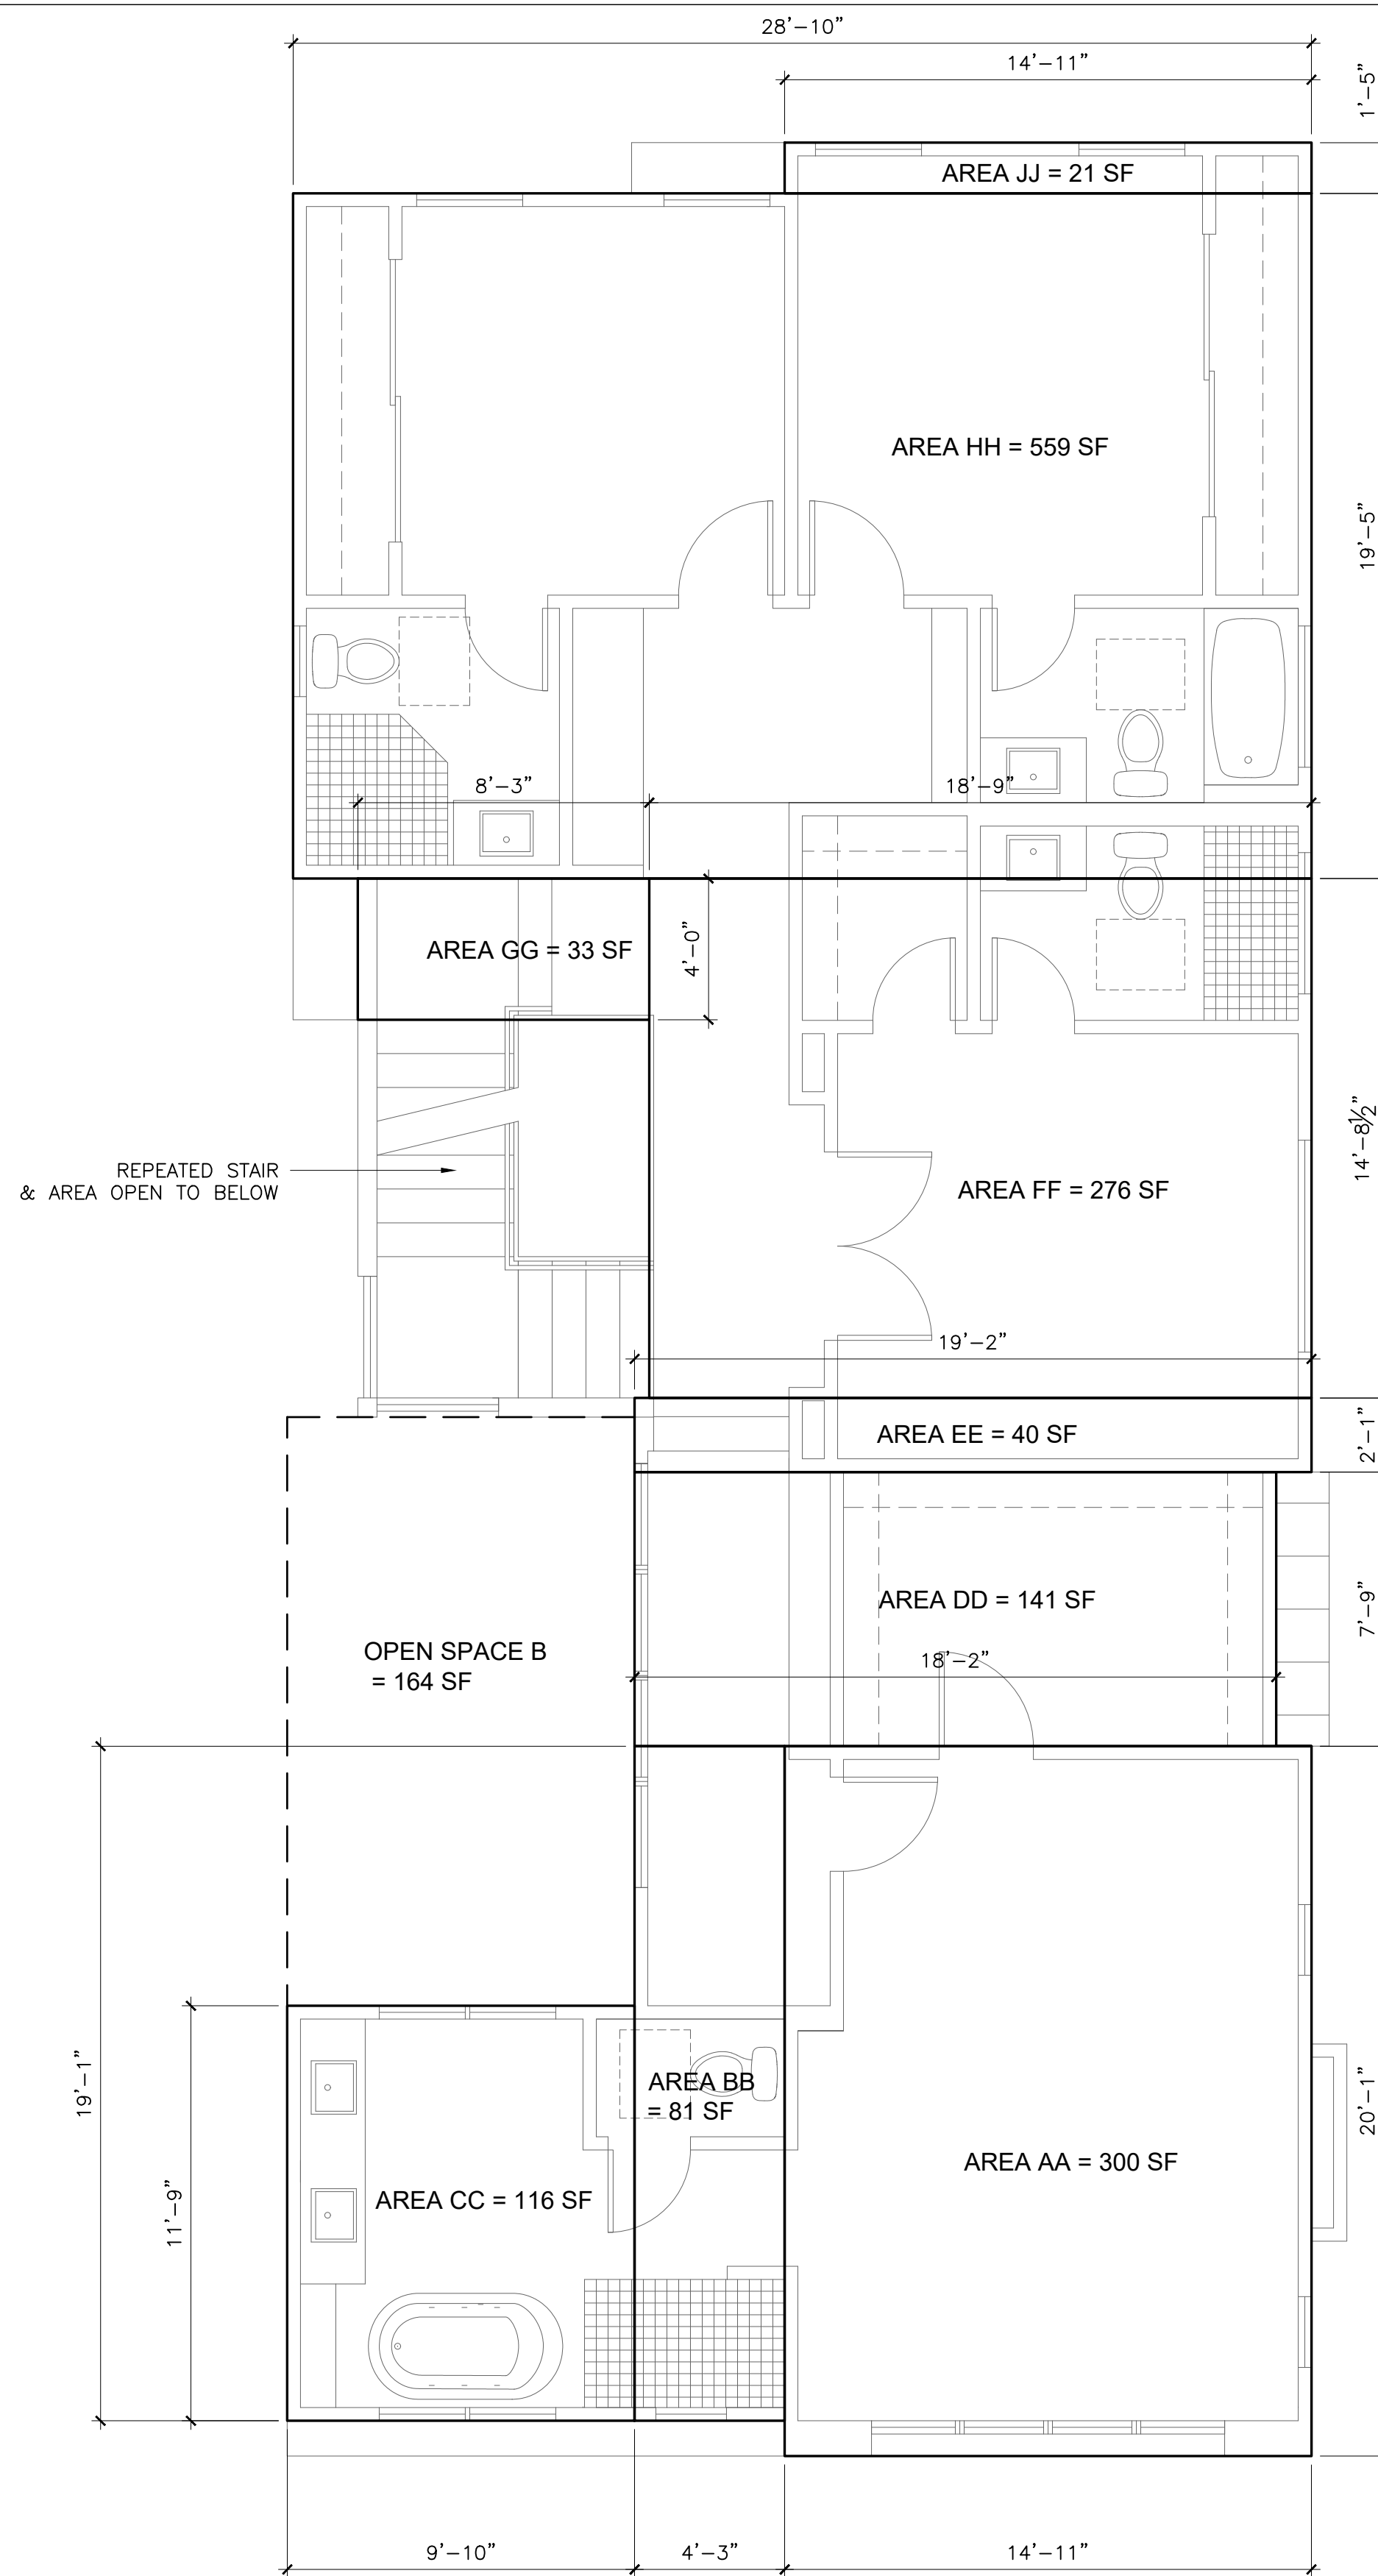 28'-10"
14'-11"
1'-5"
AREA JJ = 21 SF
AREA HH = 559 SF
19'-5"
8'-3"
18'-9"
AREA GG = 33 SF
4'-0"
14'-8½"
REPEATED STAIR
& AREA OPEN TO BELOW
AREA FF = 276 SF
19'-2"
AREA EE = 40 SF
2'-1"
AREA DD = 141 SF
7'-9"
OPEN SPACE B
= 164 SF
18'-2"
19'-1"
AREA BB
= 81 SF
20'-1"
AREA AA = 300 SF
11'-9"
AREA CC = 116 SF
9'-10"
4'-3"
14'-11"